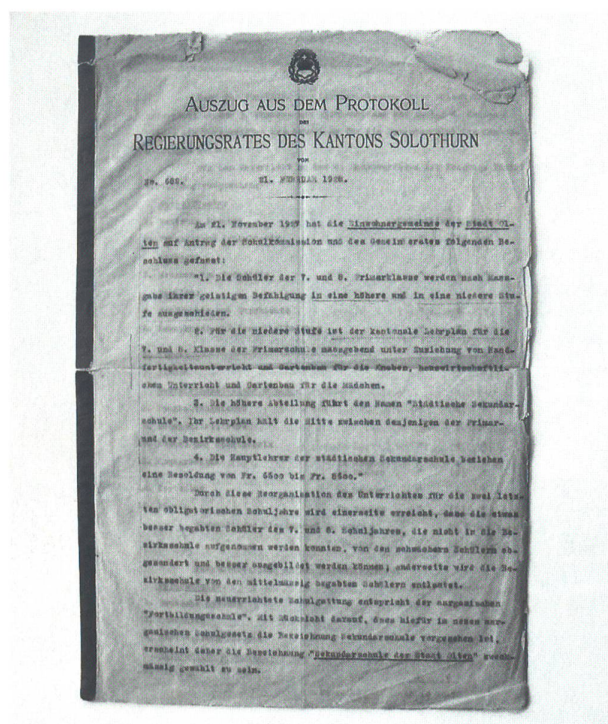 AUSZUG AUS DEM PROTOKOLL
DES
REGIERUNGSRATES DES KANTONS SOLOTHURN
VOM
No. 21. FEBRUAR 1928.
Am 21. November 1927 hat die Einwohnergemeinde der Stadt Ol-
ten auf Antrag der Schulkommission und des Gemeinderates folgenden Be-
schluss gefasst:
"1. Die Schüler der 7. und 8. Primarklasse werden nach Mass-
gabe ihrer geistigen Befähigung in eine höhere und in eine niedere Stu-
fe ausgeschieden.
2. Für die niedere Stufe ist der kantonale Lehrplan für die
7. und 8. Klasse der Primarschule massgebend unter Zuziehung von Hand-
fertigkeitsunterricht und Gartenbau für die Knaben, hauswirtschaftli-
chen Unterricht und Gartenbau für die Mädchen.
3. Die höhere Abteilung führt den Namen "Städtische Sekundar-
schule". Ihr Lehrplan hält die Mitte zwischen demjenigen der Primar-
und der Bezirksschule.
4. Die Hauptlehrer der städtischen Sekundarschule beziehen
eine Besoldung von Fr. bis Fr.
Durch diese Reorganisation des Unterrichtes für die zwei letz-
ten obligatorischen Schuljahre wird einerseits erreicht, dass die etwas
besser begabten Schüler des 7. und 8. Schuljahres, die nicht in die Be-
zirksschule aufgenommen werden konnten, von den schwächern Schülern ab-
gesondert und besser ausgebildet werden können; anderseits wird die Be-
zirksschule von den mittelmässig begabten Schülern entlastet.
Die neuerrichtete Schulgattung entspricht der aargauischen
"Fortbildungsschule". Mit Rücksicht darauf, dass hiefür im neuen aar-
gauischen Schulgesetz die Bezeichnung Sekundarschule vorgesehen ist,
erscheint daher die Bezeichnung "Sekundarschule der Stadt Olten" zweck-
mässig gewählt zu sein.